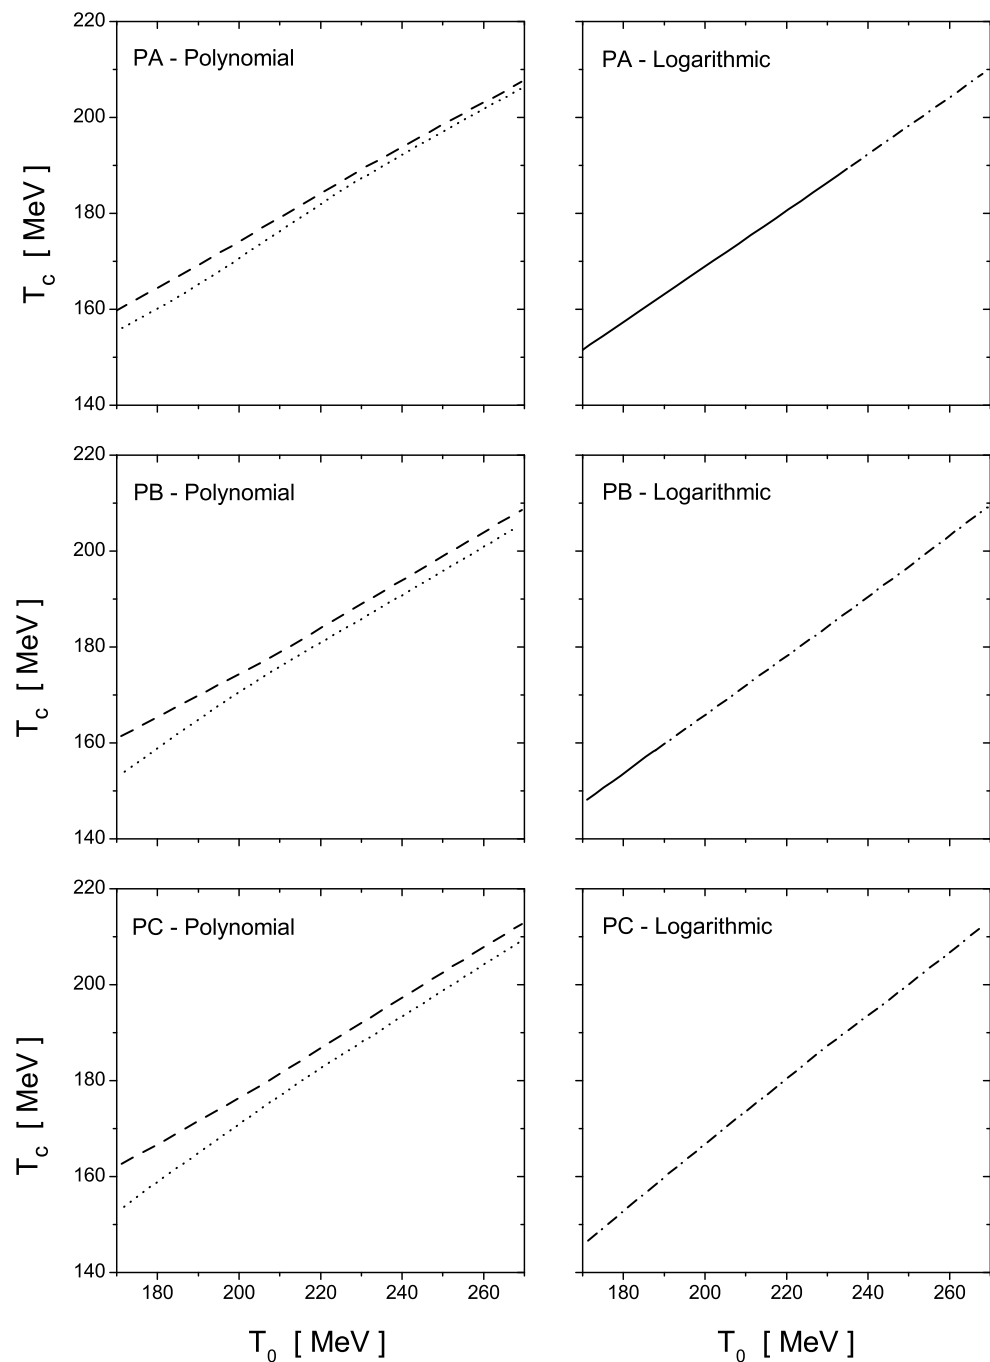 220
PA - Polynomial
PA - Logarithmic
200
180
160
140
T_c [ MeV ]
220
PB - Polynomial
PB - Logarithmic
200
180
160
140
T_c [ MeV ]
220
PC - Polynomial
PC - Logarithmic
200
180
160
140
T_c [ MeV ]
180 200 220 240 260
180 200 220 240 260
T_0 [ MeV ]
T_0 [ MeV ]